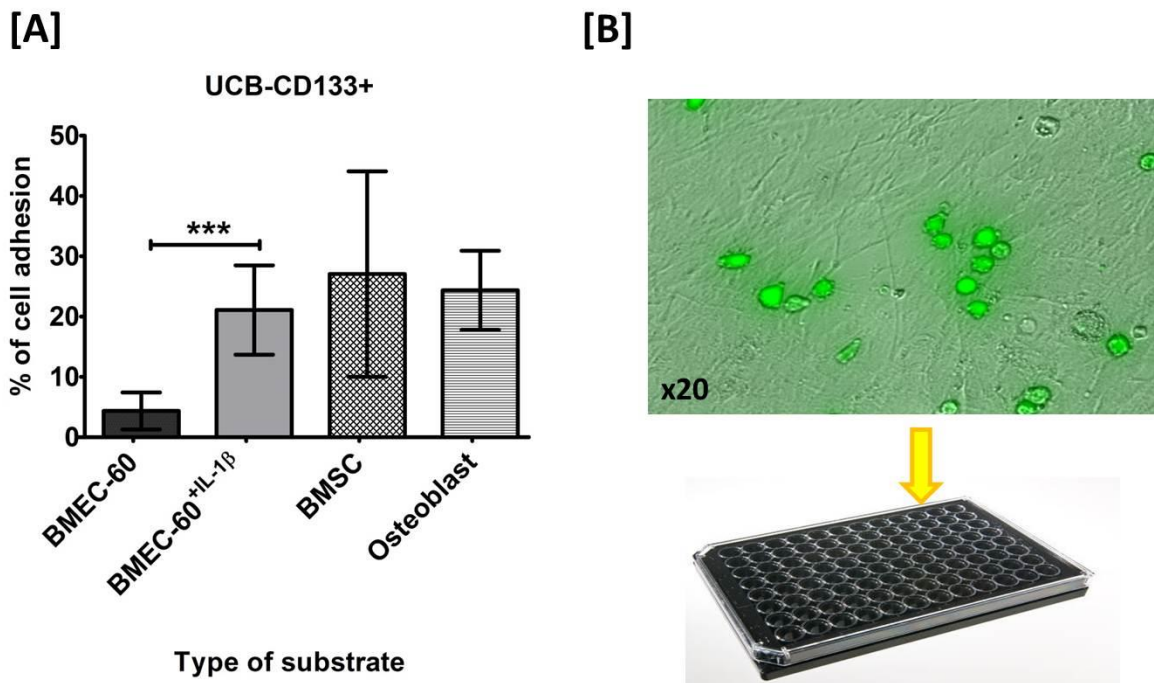 [A]
UCB-CD133+
% of cell adhesion
50
40
30
20
10
0
***
BMEC-60
BMEC-60+IL-1β
BMSC
Osteoblast
Type of substrate
[B]
x20